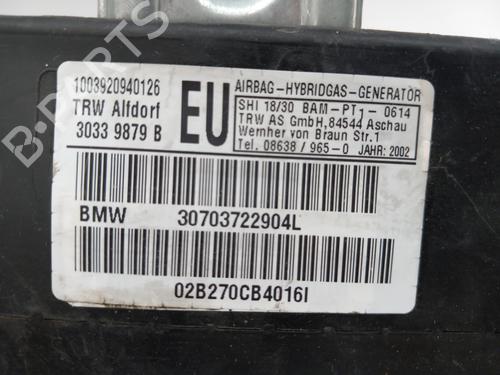 B-PARTS
1003920940126
TRW Alfdorf
3033 9879 B
EU
AIRBAG-HYBRIDGAS-GENERATOR
SHI 18/30 BAM-PT1-0614
TRW AS GmbH,84544 Aschau
Wernher von Braun Str.1
Tel. 08638/965-0 JAHR: 2002
BMW 30703722904L
02B270CB4016I